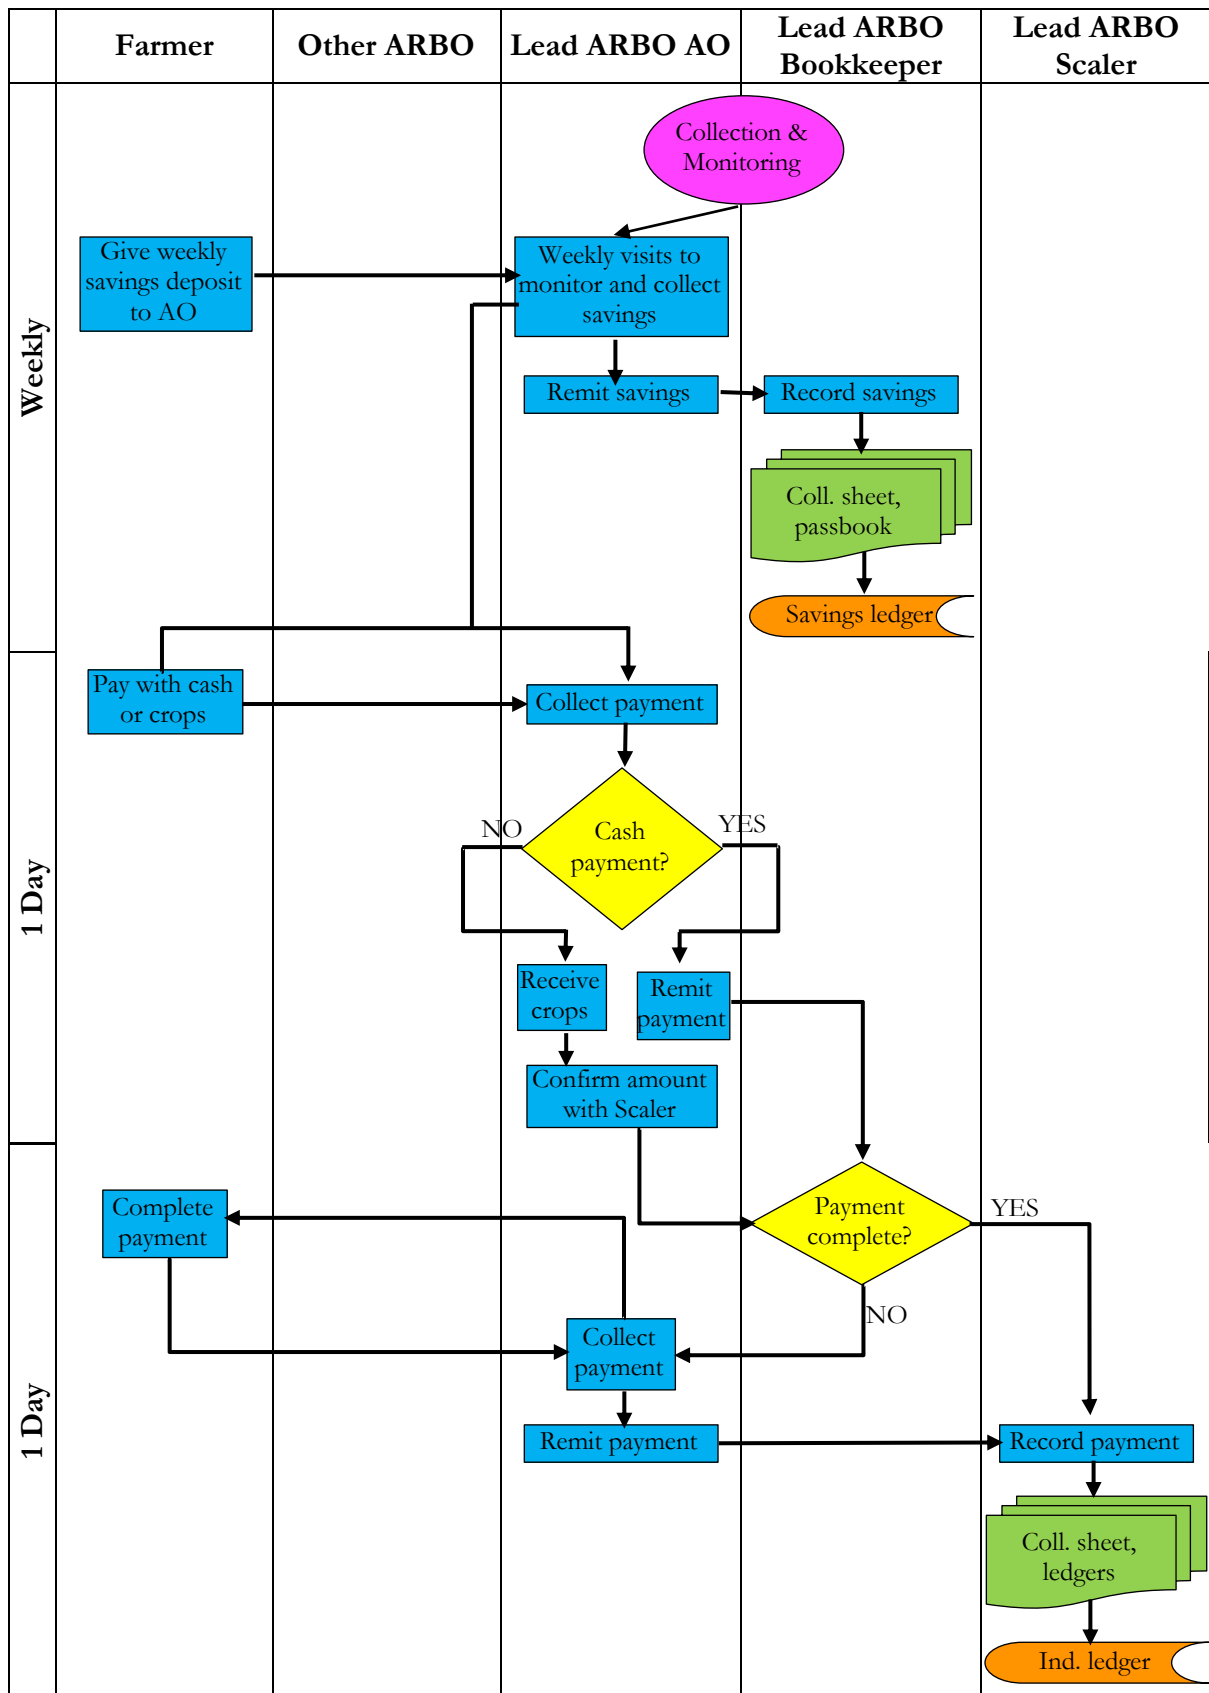 Farmer
Other ARBO
Lead ARBO AO
Lead ARBO
Bookkeeper
Lead ARBO
Scaler
Weekly
Collection &
Monitoring
Give weekly
savings deposit
to AO
Weekly visits to
monitor and collect
savings
Remit savings
Record savings
Coll. sheet,
passbook
Savings ledger
1 Day
Pay with cash
or crops
Collect payment
NO
Cash
payment?
YES
Receive
crops
Remit
payment
Confirm amount
with Scaler
1 Day
Complete
payment
Payment
complete?
YES
NO
Collect
payment
Remit payment
Record payment
Coll. sheet,
ledgers
Ind. ledger